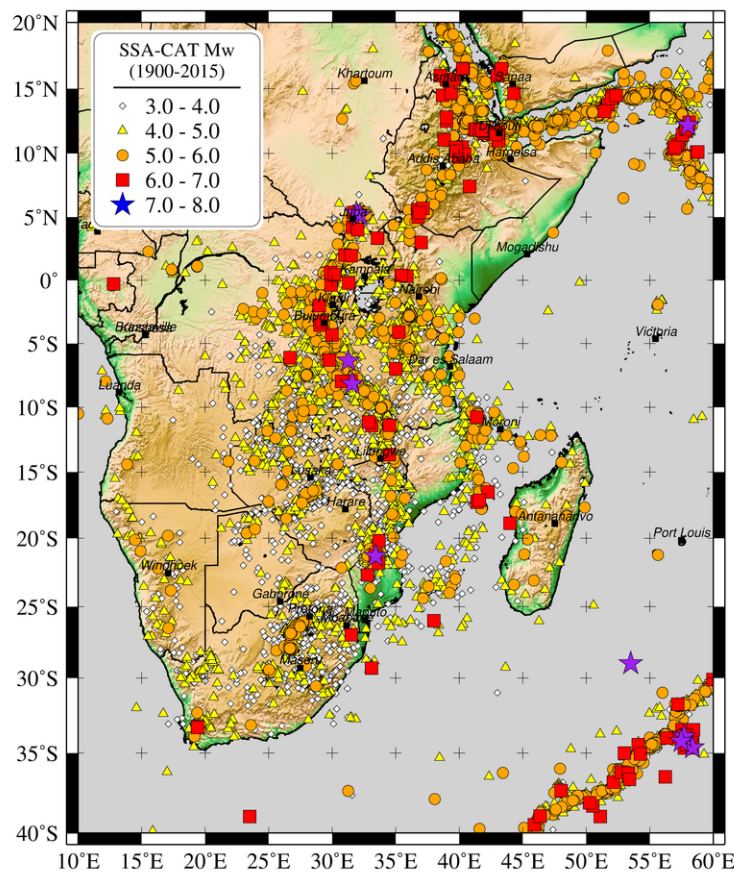 20°N
15°N
10°N
5°N
0°
5°S
10°S
15°S
20°S
25°S
30°S
35°S
40°S
SSA-CAT Mw
(1900-2015)
3.0 - 4.0
4.0 - 5.0
5.0 - 6.0
6.0 - 7.0
7.0 - 8.0
Khartoum
Asmara
Sanaa
Djibouti
Addis Ababa
Hargeisa
Juba
Mogadishu
Kampala
Nairobi
Kigali
Bujumbura
Victoria
Dar es Salaam
Luanda
Moroni
Lilongwe
Lusaka
Harare
Antananarivo
Port Louis
Windhoek
Gaborone
Pretoria
Maputo
Maseru
10°E
15°E
20°E
25°E
30°E
35°E
40°E
45°E
50°E
55°E
60°E